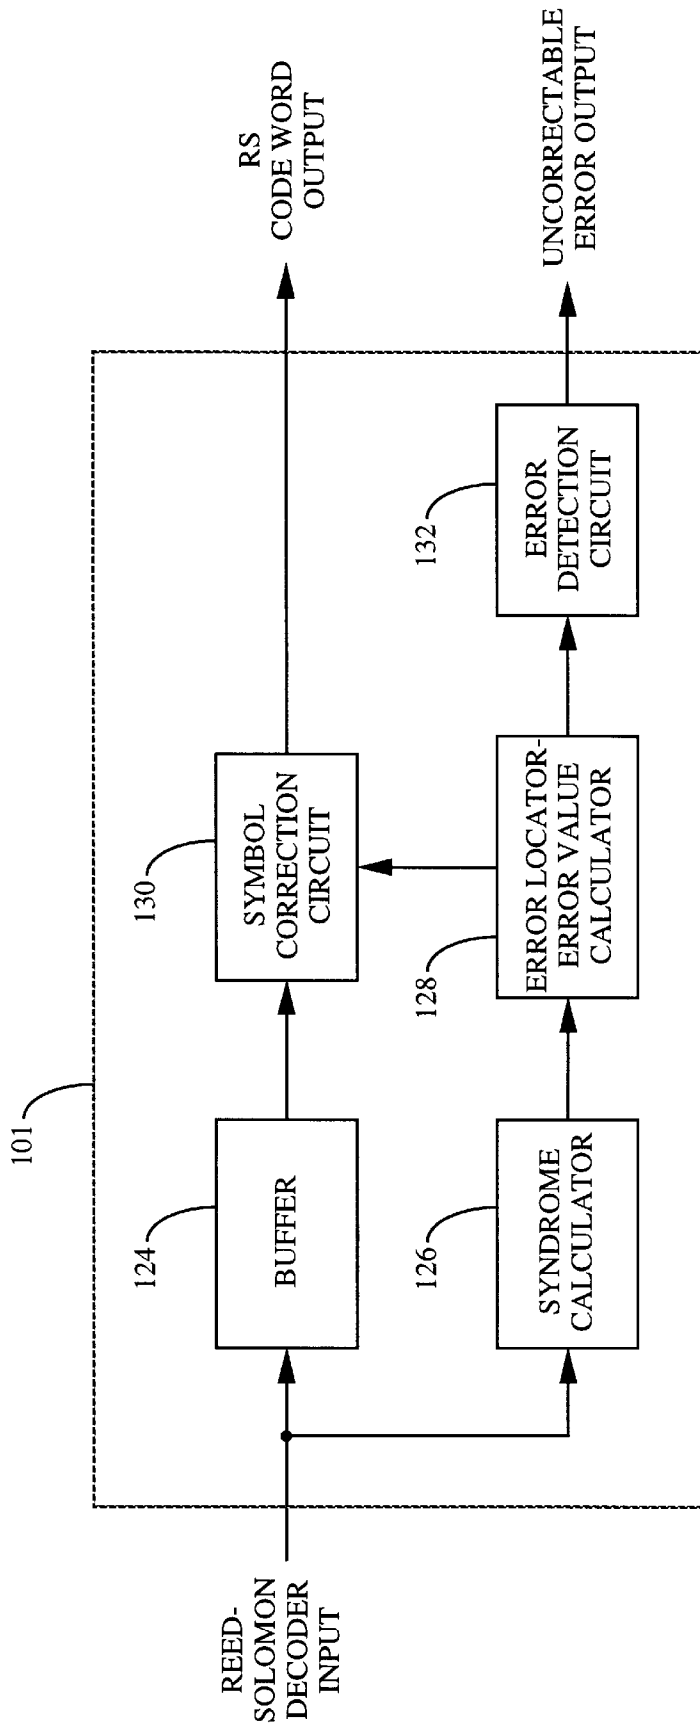 101
REED-
SOLOMON
DECODER
INPUT
124
BUFFER
130
SYMBOL
CORRECTION
CIRCUIT
RS
CODE WORD
OUTPUT
126
SYNDROME
CALCULATOR
128
ERROR LOCATOR-
ERROR VALUE
CALCULATOR
132
ERROR
DETECTION
CIRCUIT
UNCORRECTABLE
ERROR OUTPUT